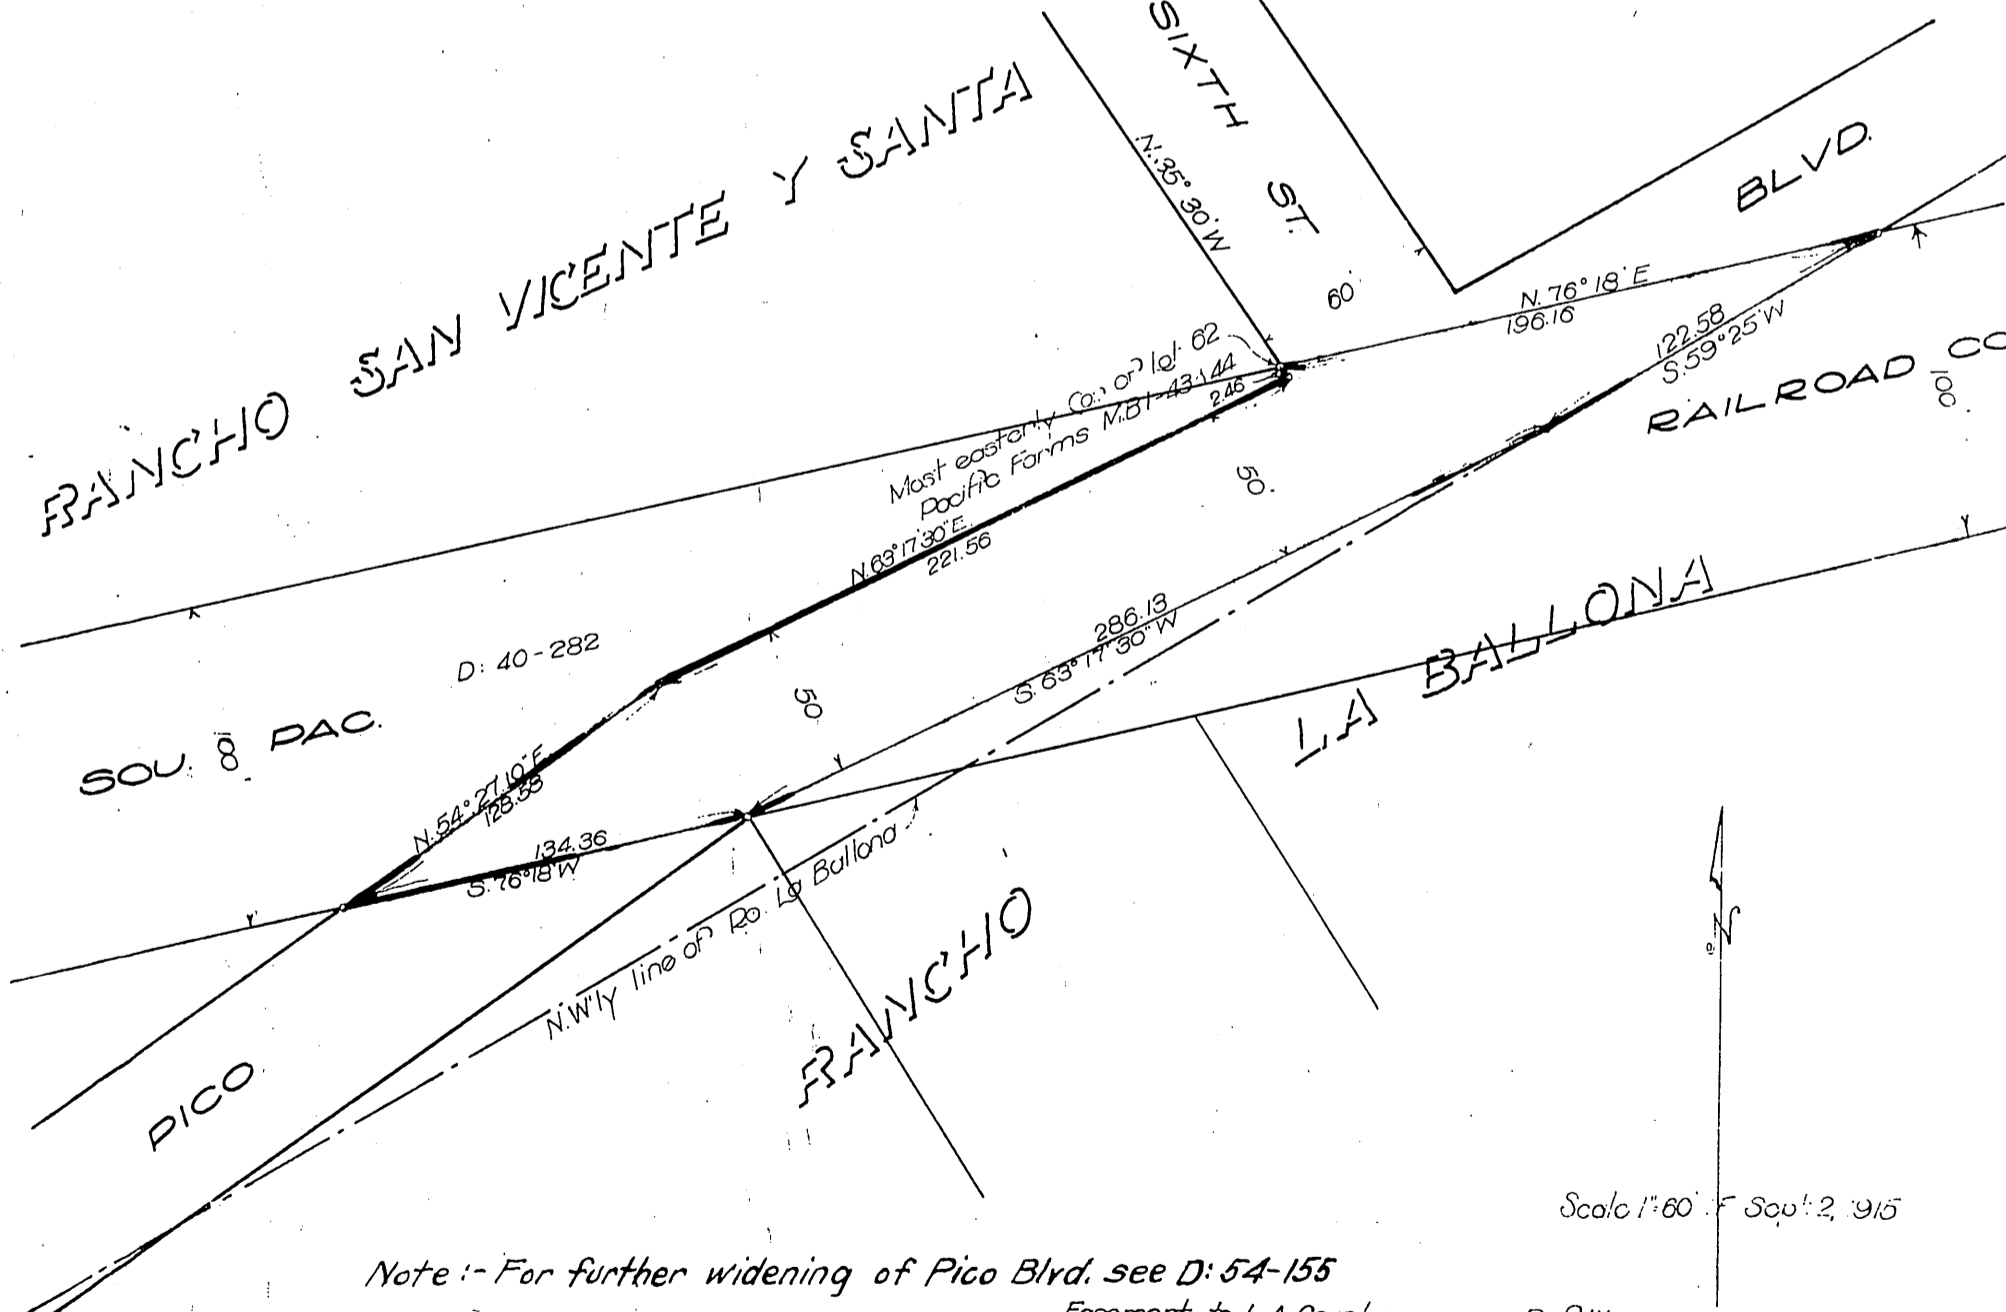 SIXTH ST.
RANCHO SAN VICENTE Y SANTA
N.35°30'W
BLVD.
60'
N.76°18'E
196.16
122.58
S.59°25'W
RAILROAD CO
100
Most easterly Cor. of lot 62
Pacific Farms M.B.1-43-44
2.46
N.63°17'30"E.
221.56
50.
286.13
S.63°17'30"W
LA BALLONA
D: 40-282
50
SOU. PAC.
N.54°27'10"E
128.58
134.36
S.76°18'W
N.W'ly line of Ro. La Ballona
RANCHO
PICO
N
Scale 1"=60'
Note:- For further widening of Pico Blvd. see D:54-155